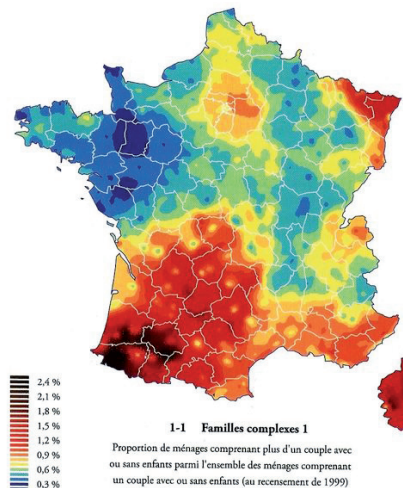 2,4 %
2,1 %
1,8 %
1,5 %
1,2 %
0,9 %
0,6 %
0,3 %
1-1 Familles complexes 1
Proportion de ménages comprenant plus d'un couple avec
ou sans enfants parmi l'ensemble des ménages comprenant
un couple avec ou sans enfants (au recensement de 1999)